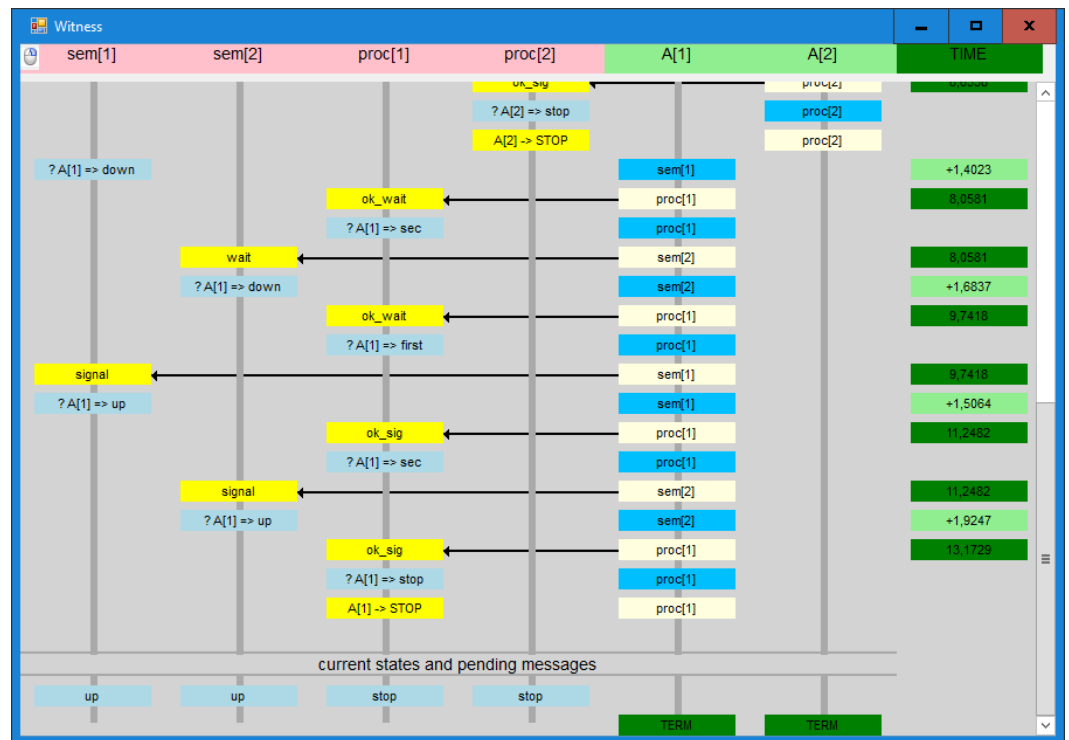 Witness
sem[1] sem[2] proc[1] proc[2] A[1] A[2] TIME
ok_sig proc[2]
? A[2] => stop proc[2]
A[2] -> STOP proc[2]
? A[1] => down sem[1] +1,4023
ok_wait proc[1] 8,0581
? A[1] => sec proc[1]
wait sem[2] 8,0581
? A[1] => down sem[2] +1,6837
ok_wait proc[1] 9,7418
? A[1] => first proc[1]
signal sem[1] 9,7418
? A[1] => up sem[1] +1,5064
ok_sig proc[1] 11,2482
? A[1] => sec proc[1]
signal sem[2] 11,2482
? A[1] => up sem[2] +1,9247
ok_sig proc[1] 13,1729
? A[1] => stop proc[1]
A[1] -> STOP proc[1]
current states and pending messages
up up stop stop
TERM TERM